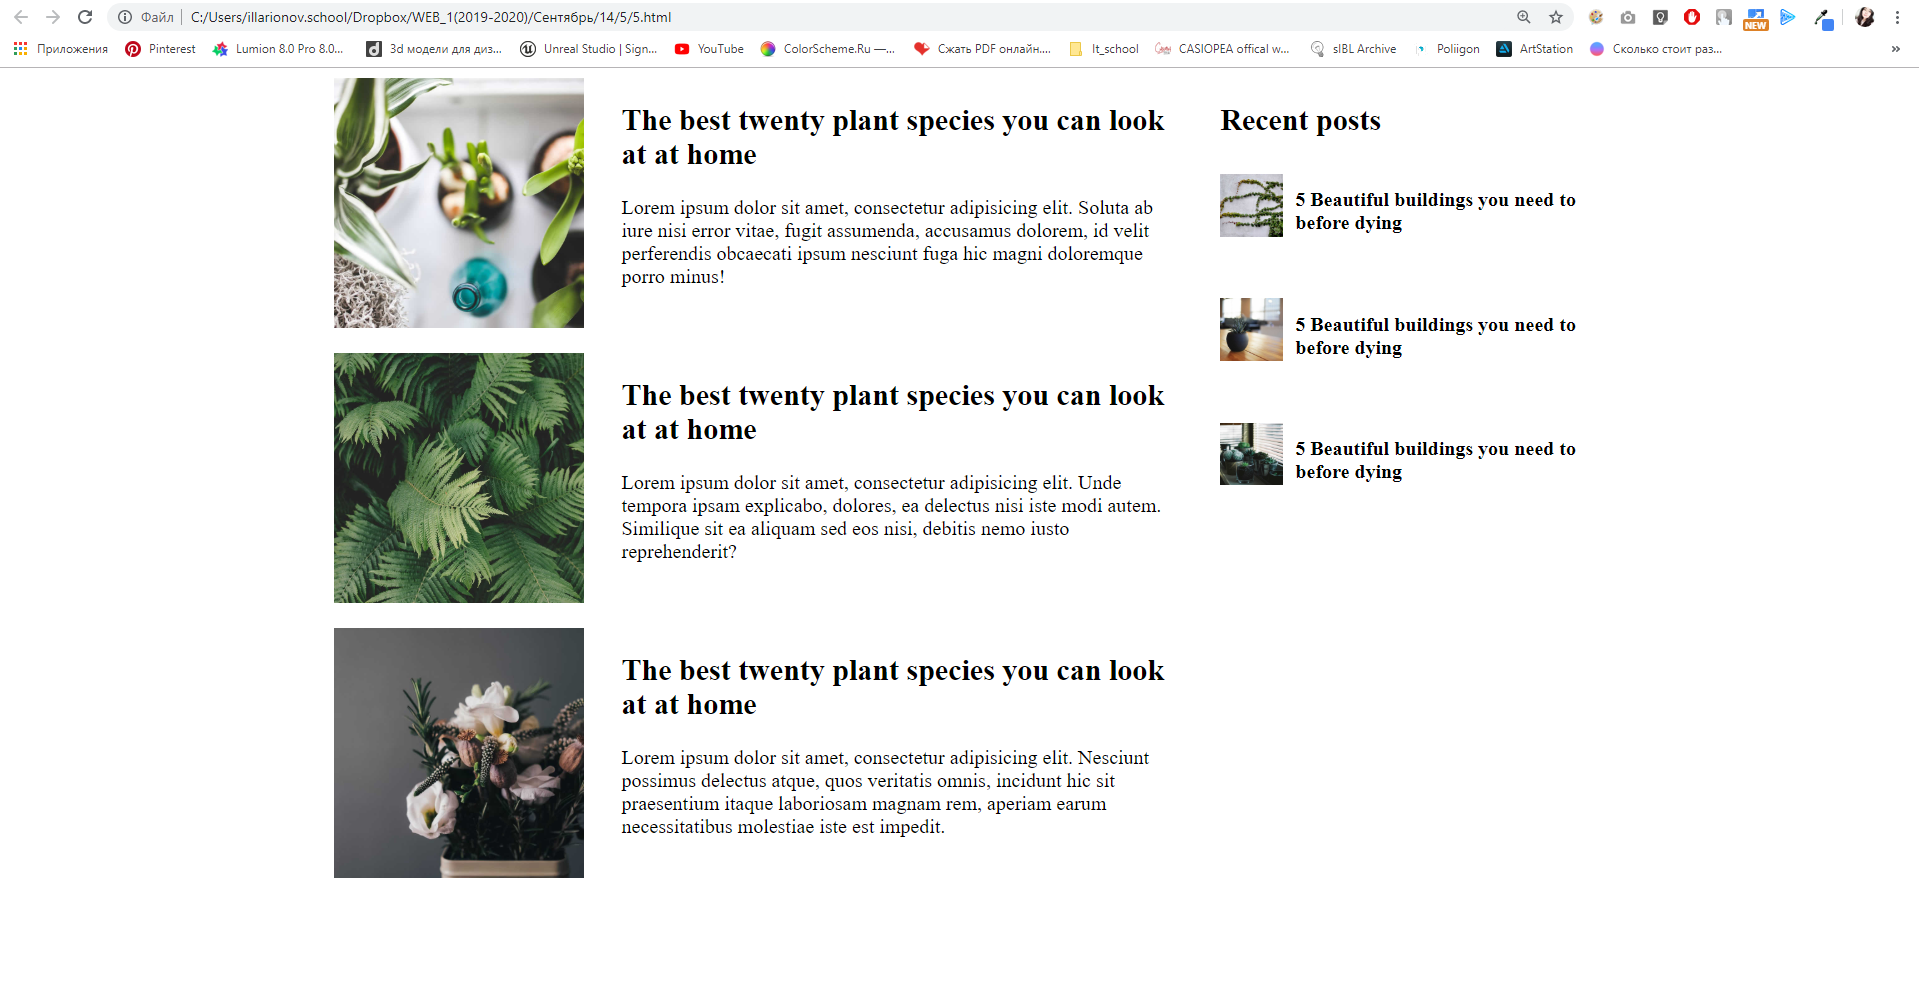 Файл C:/Users/illarionov.school/Dropbox/WEB_1(2019-2020)/Сентябрь/14/5/5.html
NEW
Приложения Pinterest Lumion 8.0 Pro 8.0... 3d модели для диз... Unreal Studio | Sign... YouTube ColorScheme.Ru —... Сжать PDF онлайн.... It_school CASIOPEA offical w... sIBL Archive Poliigon ArtStation Сколько стоит раз... »
The best twenty plant species you can look
at at home
Lorem ipsum dolor sit amet, consectetur adipisicing elit. Soluta ab
iure nisi error vitae, fugit assumenda, accusamus dolorem, id velit
perferendis obcaecati ipsum nesciunt fuga hic magni doloremque
porro minus!
The best twenty plant species you can look
at at home
Lorem ipsum dolor sit amet, consectetur adipisicing elit. Unde
tempora ipsam explicabo, dolores, ea delectus nisi iste modi autem.
Similique sit ea aliquam sed eos nisi, debitis nemo iusto
reprehenderit?
The best twenty plant species you can look
at at home
Lorem ipsum dolor sit amet, consectetur adipisicing elit. Nesciunt
possimus delectus atque, quos veritatis omnis, incidunt hic sit
praesentium itaque laboriosam magnam rem, aperiam earum
necessitatibus molestiae iste est impedit.
Recent posts
5 Beautiful buildings you need to
before dying
5 Beautiful buildings you need to
before dying
5 Beautiful buildings you need to
before dying